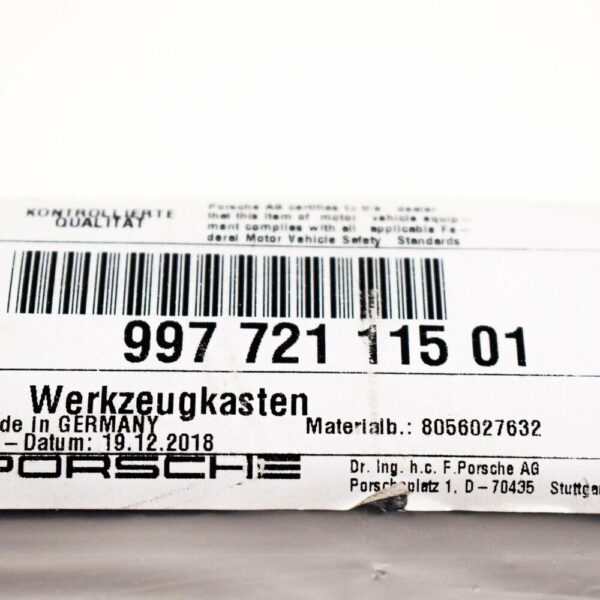 KONTROLLIERTE
QUALITÄT
Porsche AG certifies to the dealer
that this item of motor vehicle equip-
ment complies with all applicable Fe-
deral Motor Vehicle Safety Standards
997 721 115 01
Werkzeugkasten
de In GERMANY
Materialb.: 8056027632
-Datum: 19.12.2018
PORSCHE
Dr. Ing. h.c. F.Porsche AG
Porscheplatz 1, D-70435 Stuttga